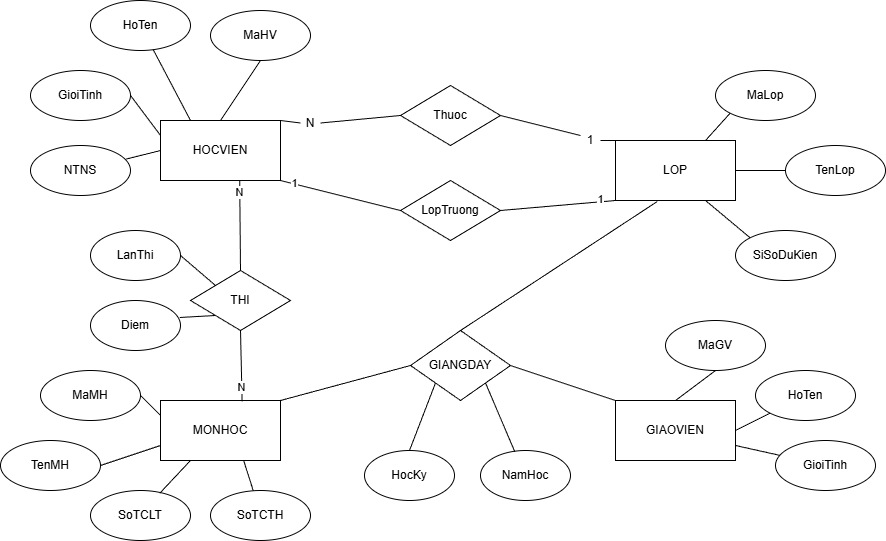 HoTen
MaHV
GioiTinh
MaLop
N
Thuoc
1
HOCVIEN
LOP
NTNS
TenLop
1
N
LopTruong
1
LanThi
SiSoDuKien
THI
Diem
MaGV
GIANGDAY
N
MaMH
HoTen
MONHOC
GIAOVIEN
TenMH
GioiTinh
HocKy
NamHoc
SoTCLT
SoTCTH